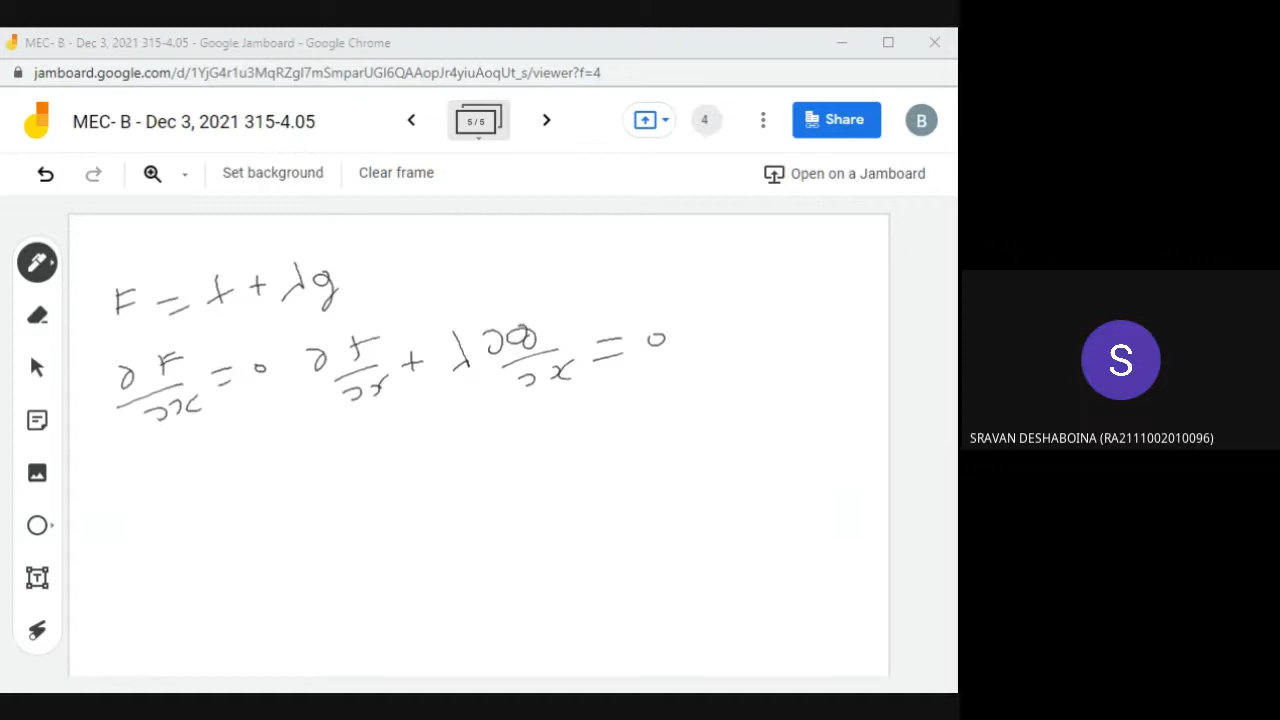 MEC- B - Dec 3, 2021 315-4.05 - Google Jamboard - Google Chrome
jamboard.google.com/d/1YjG4r1u3MqRZgI7mSmparUGI6QAAopJr4yiuAoqUt_s/viewer?f=4
MEC- B - Dec 3, 2021 315-4.05
5 / 5
4
Share
B
Set background
Clear frame
Open on a Jamboard
F = f + λg
∂F/∂x = 0 ∂f/∂x + λ ∂g/∂x = 0
T
S
SRAVAN DESHABOINA (RA2111002010096)